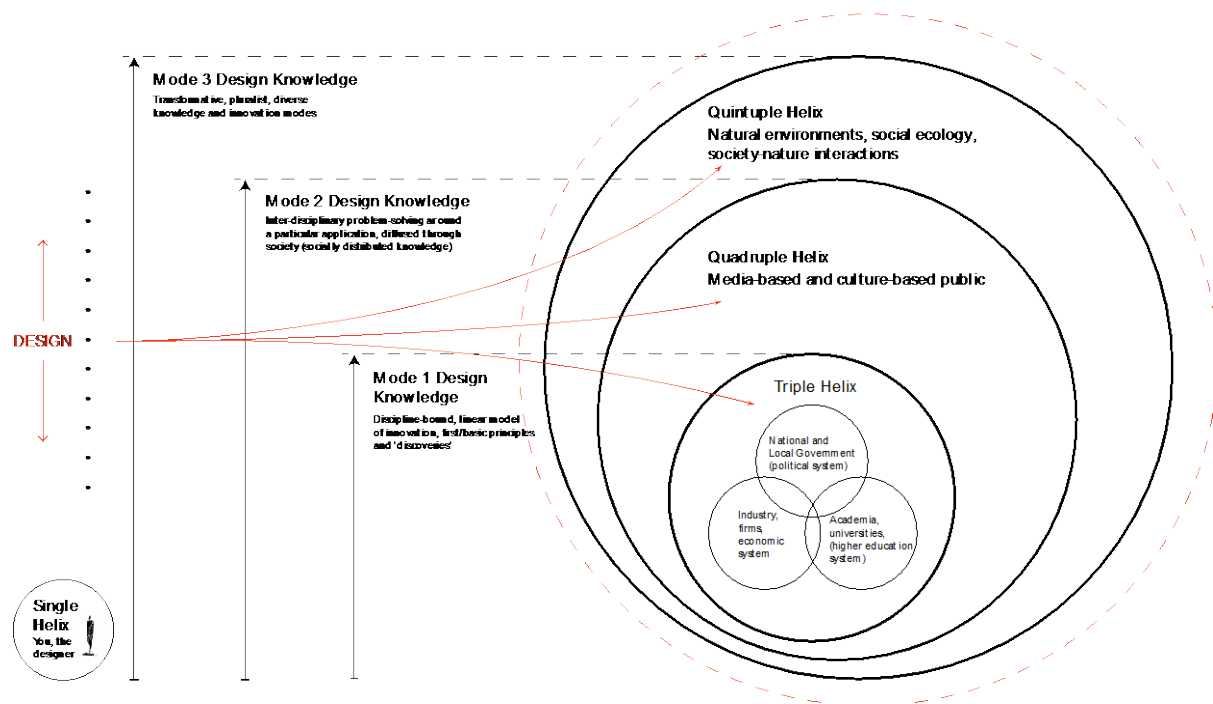 Mode 3 Design Knowledge
Transformative, pluralist, diverse
knowledge and innovation modes
Quintuple Helix
Natural environments, social ecology,
society-nature interactions
Mode 2 Design Knowledge
Inter-disciplinary problem-solving around
a particular application, diffused through
society (socially distributed knowledge)
Quadruple Helix
Media-based and culture-based public
DESIGN
Mode 1 Design
Knowledge
Discipline-bound, linear model
of innovation, first/basic principles
and 'discoveries'
Triple Helix
National and
Local Government
(political system)
Industry,
firms,
economic
system
Academia,
universities,
(higher education
system)
Single
Helix
You, the
designer